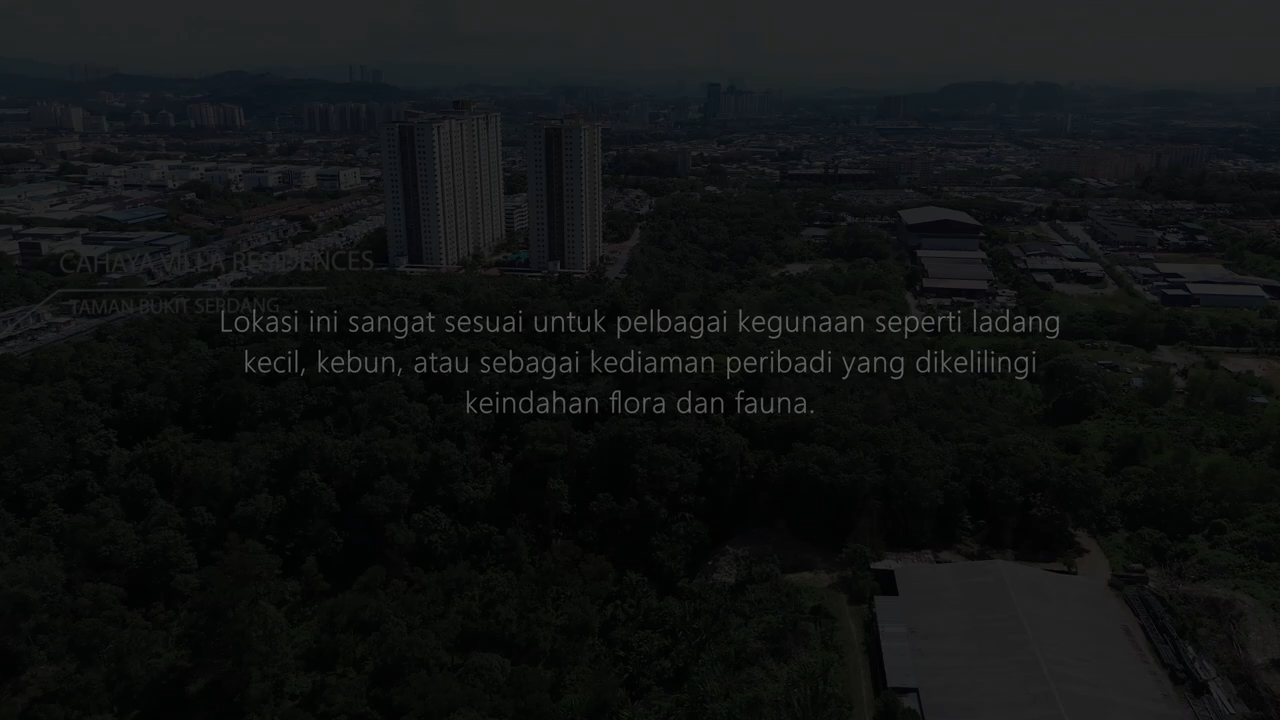 CAHAYA VILLA RESIDENCES
TAMAN BUKIT SERDANG
Lokasi ini sangat sesuai untuk pelbagai kegunaan seperti ladang
kecil, kebun, atau sebagai kediaman peribadi yang dikelilingi
keindahan flora dan fauna.